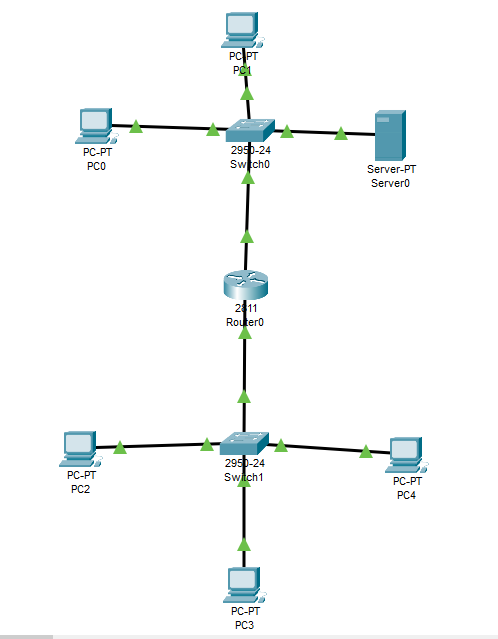 PC-PT
PC1
PC-PT
PC0
2950-24
Switch0
Server-PT
Server0
2811
Router0
PC-PT
PC2
2950-24
Switch1
PC-PT
PC4
PC-PT
PC3